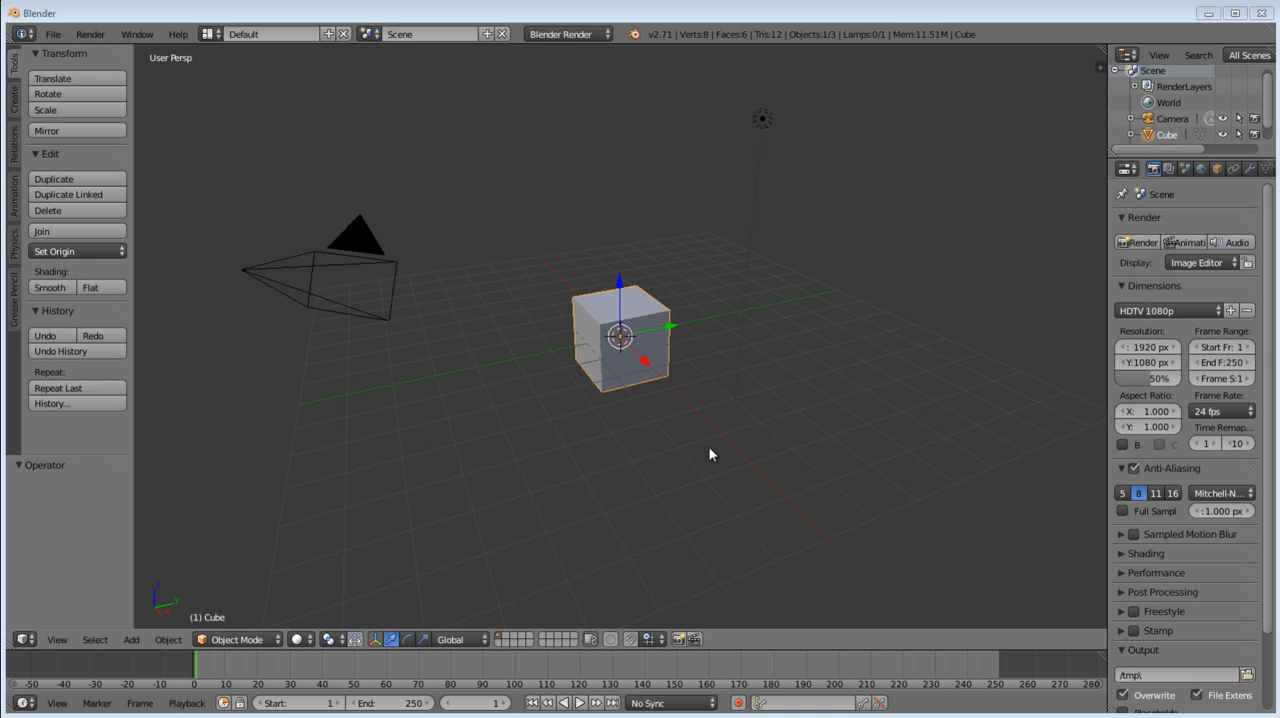 Blender
File Render Window Help Default Scene Blender Render v2.71 | Verts:8 | Faces:6 | Tris:12 | Objects:1/3 | Lamps:0/1 | Mem:11.51M | Cube
User Persp
Tools
Create
Relations
Animation
Physics
Grease Pencil
Transform
Translate
Rotate
Scale
Mirror
Edit
Duplicate
Duplicate Linked
Delete
Join
Set Origin
Shading:
Smooth Flat
History
Undo Redo
Undo History
Repeat:
Repeat Last
History...
Operator
z
y
(1) Cube
View Search All Scenes
Scene
RenderLayers
World
Camera
Cube
Scene
Render
Render Animati Audio
Display: Image Editor
Dimensions
HDTV 1080p
Resolution: Frame Range:
: 1920 px Start Fr: 1
Y:1080 px End F:250
50% Frame S:1
Aspect Ratio: Frame Rate:
X: 1.000 24 fps
Y: 1.000 Time Remap...
B C 1 10
Anti-Aliasing
5 8 11 16 Mitchell-N...
Full Sampl :1.000 px
Sampled Motion Blur
Shading
Performance
Post Processing
Freestyle
Stamp
Output
/tmp\
Overwrite File Extens
View Select Add Object Object Mode Global
-50 -40 -30 -20 -10 0 10 20 30 40 50 60 70 80 90 100 110 120 130 140 150 160 170 180 190 200 210 220 230 240 250 260 270 280
View Marker Frame Playback Start: 1 End: 250 1 No Sync